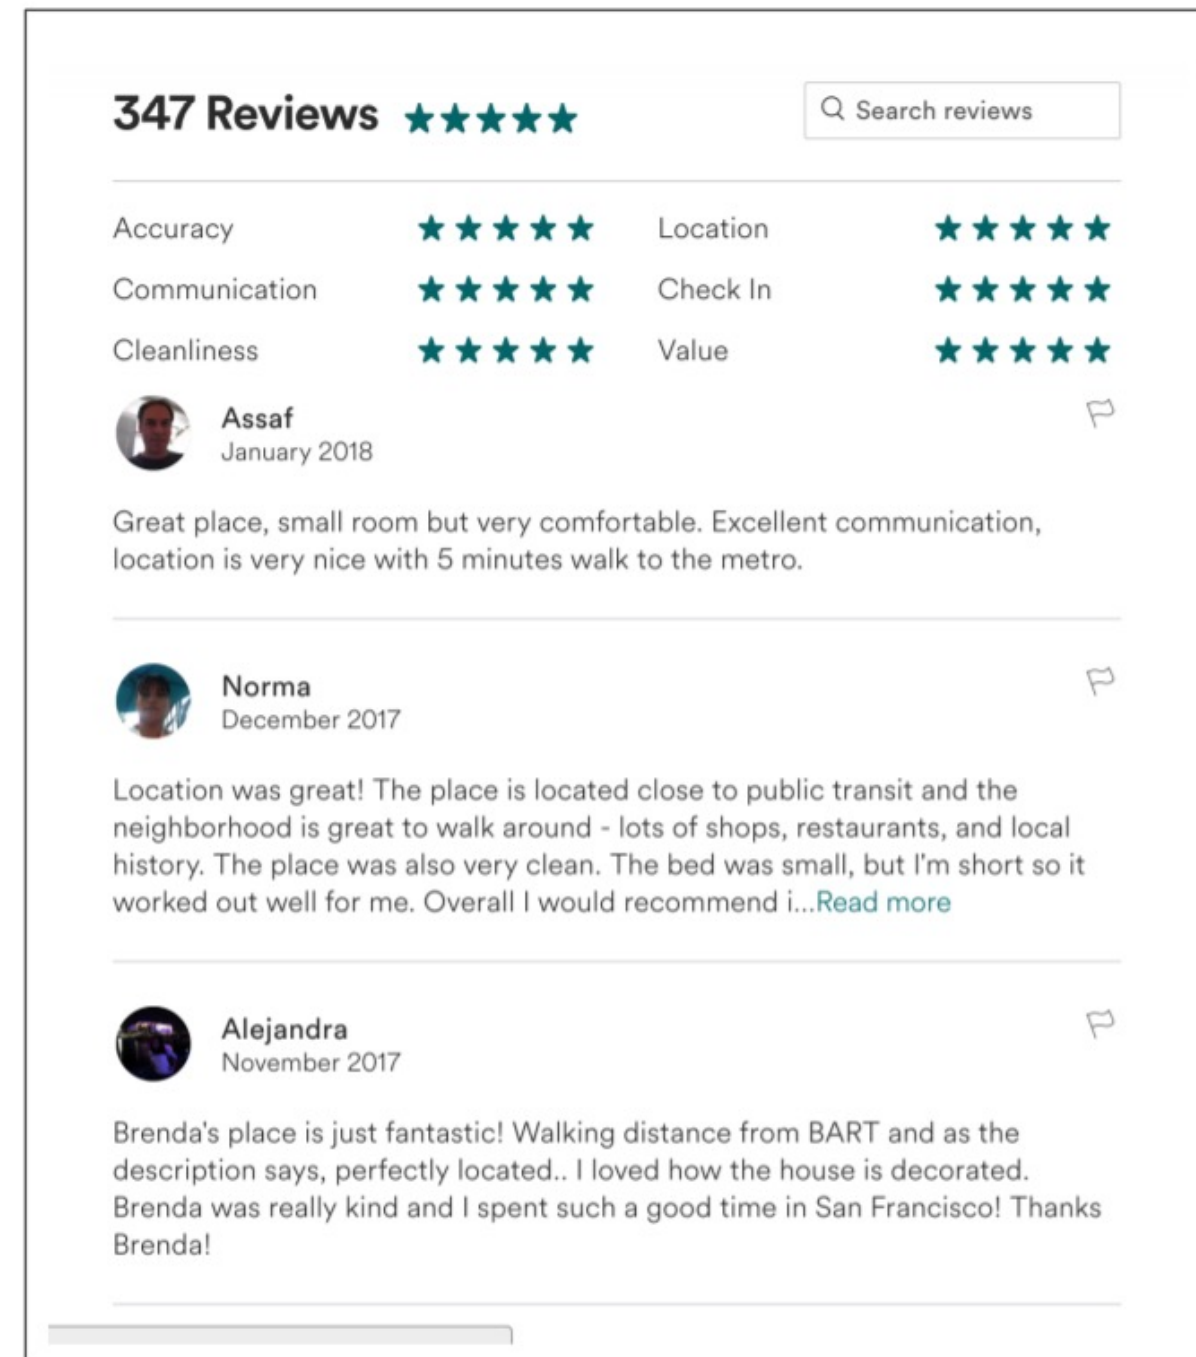 347 Reviews
Search reviews
Accuracy
Location
Communication
Check In
Cleanliness
Value
Assaf
January 2018
Great place, small room but very comfortable. Excellent communication,
location is very nice with 5 minutes walk to the metro.
Norma
December 2017
Location was great! The place is located close to public transit and the
neighborhood is great to walk around - lots of shops, restaurants, and local
history. The place was also very clean. The bed was small, but I'm short so it
worked out well for me. Overall I would recommend i...Read more
Alejandra
November 2017
Brenda's place is just fantastic! Walking distance from BART and as the
description says, perfectly located.. I loved how the house is decorated.
Brenda was really kind and I spent such a good time in San Francisco! Thanks
Brenda!